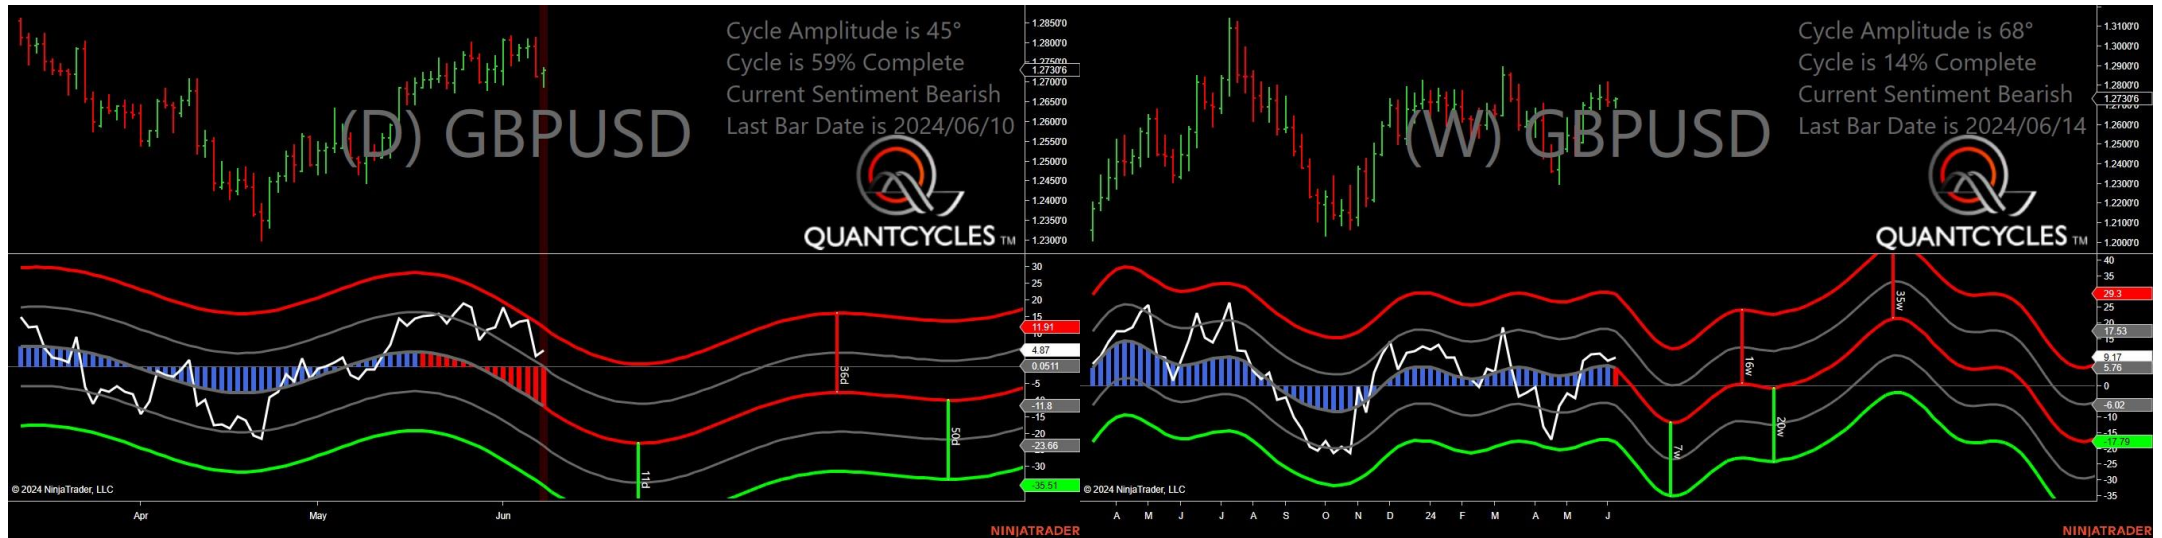 Cycle Amplitude is 45°
Cycle is 59% Complete
Current Sentiment Bearish
Last Bar Date is 2024/06/10
(D) GBPUSD
QUANTCYCLES TM
1.2850'0
1.2800'0
1.2750'0
1.2730'6
1.2700'0
1.2650'0
1.2600'0
1.2550'0
1.2500'0
1.2450'0
1.2400'0
1.2350'0
1.2300'0
30
25
20
15
11.91
4.87
0.0511
-5
-11.8
-15
-20
-23.66
-30
-35.51
11d
36d
50d
© 2024 NinjaTrader, LLC
Apr
May
Jun
NINJATRADER
Cycle Amplitude is 68°
Cycle is 14% Complete
Current Sentiment Bearish
Last Bar Date is 2024/06/14
(W) GBPUSD
QUANTCYCLES TM
1.3100'0
1.3000'0
1.2900'0
1.2800'0
1.2730'6
1.2600'0
1.2500'0
1.2400'0
1.2300'0
1.2200'0
1.2100'0
1.2000'0
40
35
29.3
25
17.53
9.17
5.76
0
-6.02
-10
-15
-17.79
-25
-30
-35
7w
16w
20w
35w
© 2024 NinjaTrader, LLC
A M J J A S O N D 24 F M A M J
NINJATRADER